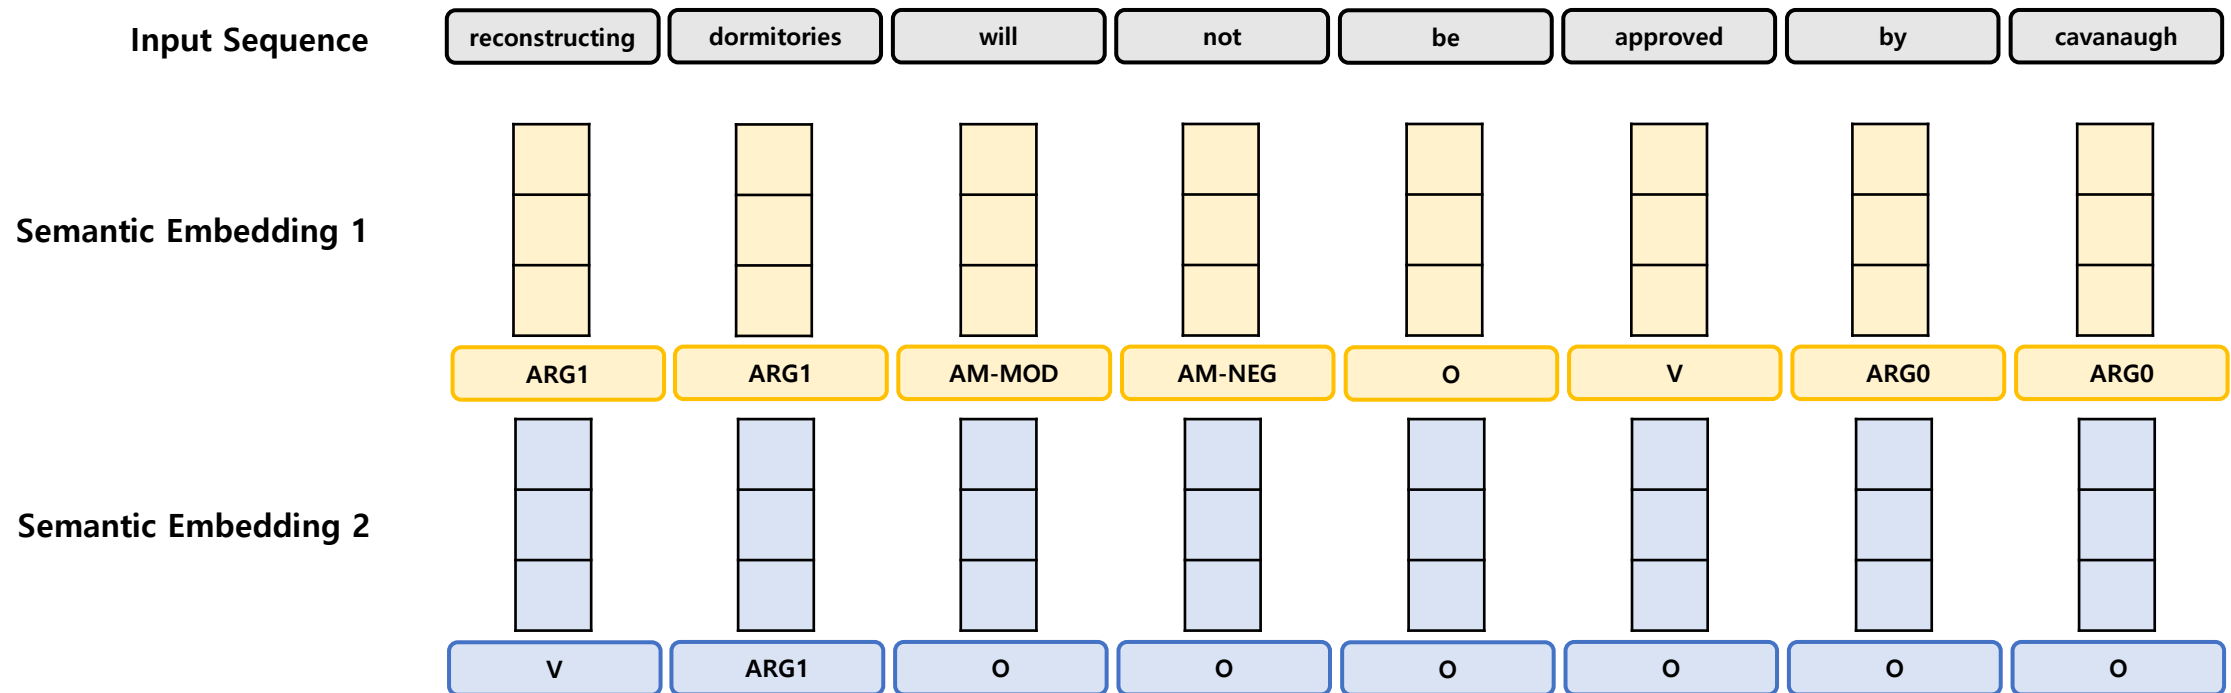 Input Sequence reconstructing dormitories will not be approved by cavanaugh
Semantic Embedding 1
ARG1 ARG1 AM-MOD AM-NEG O V ARG0 ARG0
Semantic Embedding 2
V ARG1 O O O O O O